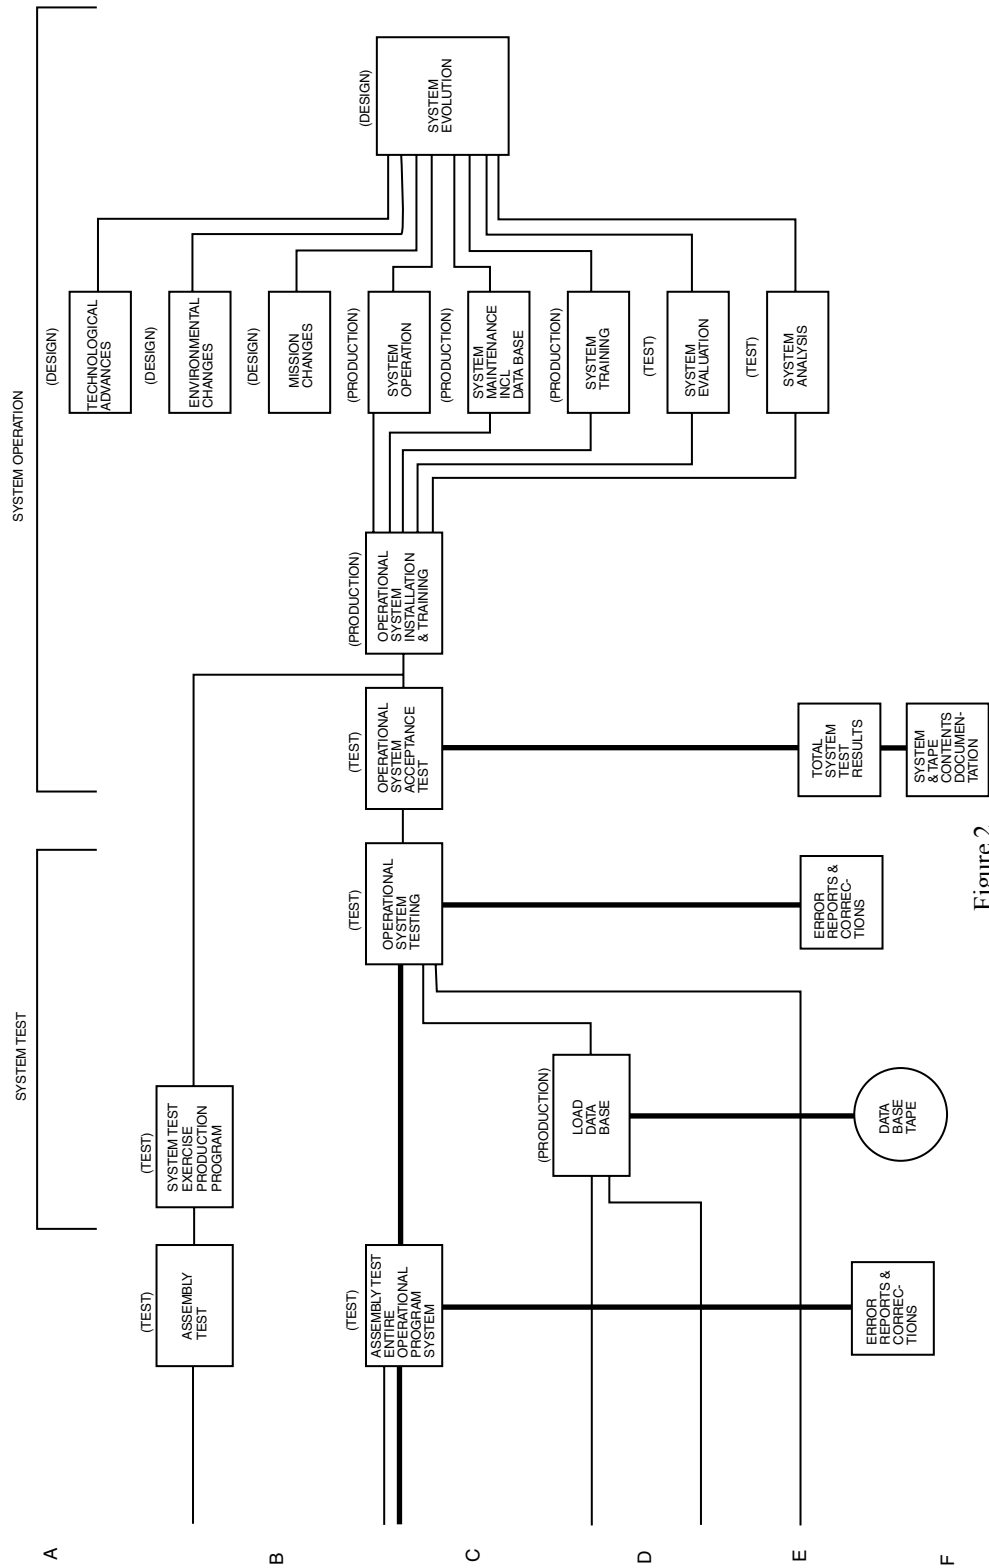 SYSTEM TEST
SYSTEM OPERATION
A
B
C
D
E
F
(TEST)
ASSEMBLY
TEST
(TEST)
SYSTEM TEST
EXERCISE
PRODUCTION
PROGRAM
(TEST)
ASSEMBLY TEST
ENTIRE
OPERATIONAL
PROGRAM
SYSTEM
ERROR
REPORTS &
CORREC-
TIONS
(PRODUCTION)
LOAD
DATA
BASE
DATA
BASE
TAPE
(TEST)
OPERATIONAL
SYSTEM
TESTING
ERROR
REPORTS &
CORREC-
TIONS
(TEST)
OPERATIONAL
SYSTEM
ACCEPTANCE
TEST
TOTAL
SYSTEM
TEST
RESULTS
SYSTEM
& TAPE
CONTENTS
DOCUMEN-
TATION
(PRODUCTION)
OPERATIONAL
SYSTEM
INSTALLATION
& TRAINING
(DESIGN)
TECHNOLOGICAL
ADVANCES
(DESIGN)
ENVIRONMENTAL
CHANGES
(DESIGN)
MISSION
CHANGES
(PRODUCTION)
SYSTEM
OPERATION
(PRODUCTION)
SYSTEM
MAINTENANCE
INCL
DATA BASE
(PRODUCTION)
SYSTEM
TRAINING
(TEST)
SYSTEM
EVALUATION
(TEST)
SYSTEM
ANALYSIS
(DESIGN)
SYSTEM
EVOLUTION
Figure 2